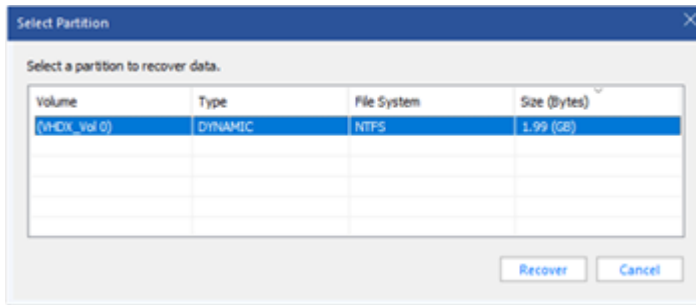 Select Partition
Select a partition to recover data.
Volume Type File System Size (Bytes)
(VHDX_Vol 0) DYNAMIC NTFS 1.99 (GB)
Recover Cancel